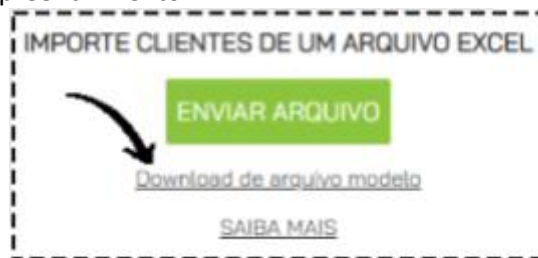 IMPORTE CLIENTES DE UM ARQUIVO EXCEL
ENVIAR ARQUIVO
Download de arquivo modelo
SAIBA MAIS